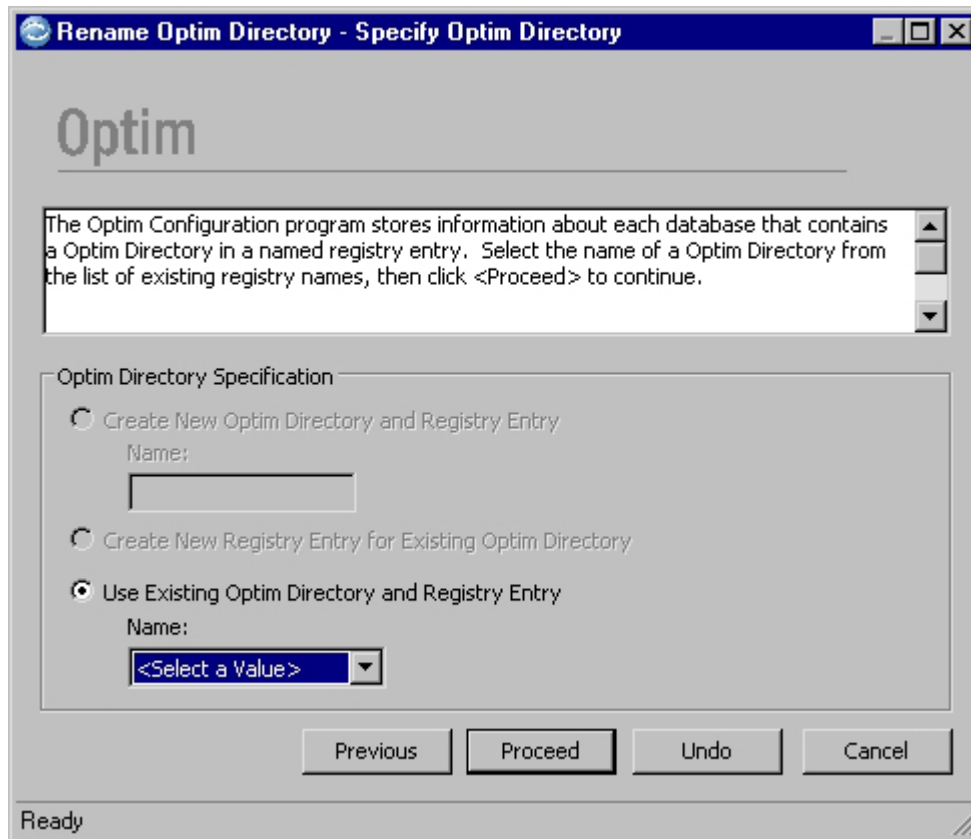 Rename Optim Directory - Specify Optim Directory
Optim
The Optim Configuration program stores information about each database that contains
a Optim Directory in a named registry entry.  Select the name of a Optim Directory from
the list of existing registry names, then click <Proceed> to continue.
Optim Directory Specification
Create New Optim Directory and Registry Entry
Name:
Create New Registry Entry for Existing Optim Directory
Use Existing Optim Directory and Registry Entry
Name:
<Select a Value>
Previous Proceed Undo Cancel
Ready